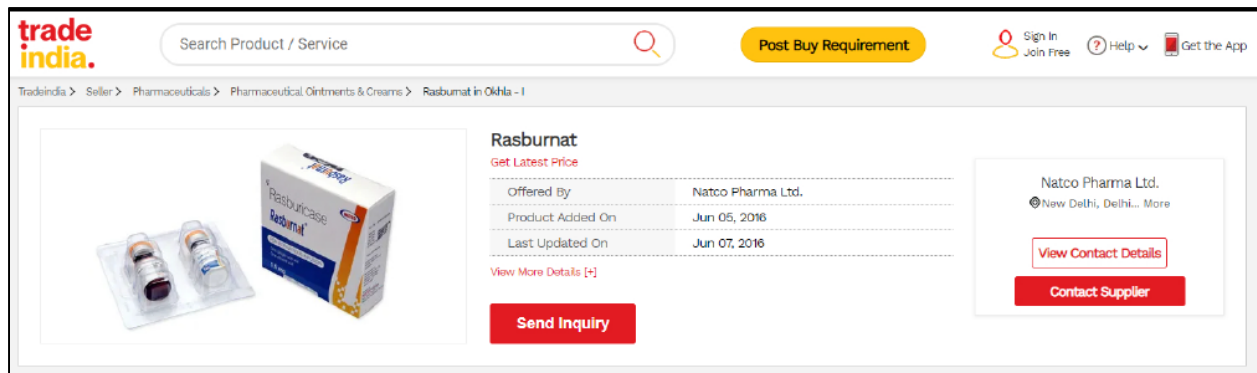 trade
india.
Search Product / Service
Post Buy Requirement
Sign In
Join Free
Help
Get the App
Tradeindia > Seller > Pharmaceuticals > Pharmaceutical Ointments & Creams > Rasburnat in Okhla - I
Rasburnat
Get Latest Price
Offered By Natco Pharma Ltd.
Product Added On Jun 05, 2016
Last Updated On Jun 07, 2016
View More Details [+]
Send Inquiry
Natco Pharma Ltd.
New Delhi, Delhi... More
View Contact Details
Contact Supplier
Rasburicase
Rasburnat